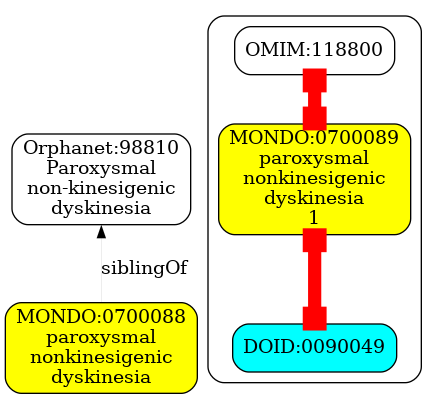 OMIM:118800
Orphanet:98810
Paroxysmal
non-kinesigenic
dyskinesia
MONDO:0700089
paroxysmal
nonkinesigenic
dyskinesia
1
siblingOf
MONDO:0700088
paroxysmal
nonkinesigenic
dyskinesia
DOID:0090049